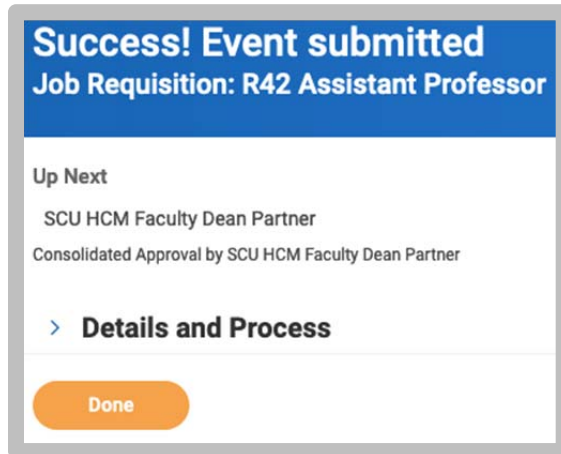 Success! Event submitted
Job Requisition: R42 Assistant Professor
Up Next
SCU HCM Faculty Dean Partner
Consolidated Approval by SCU HCM Faculty Dean Partner
Details and Process
Done